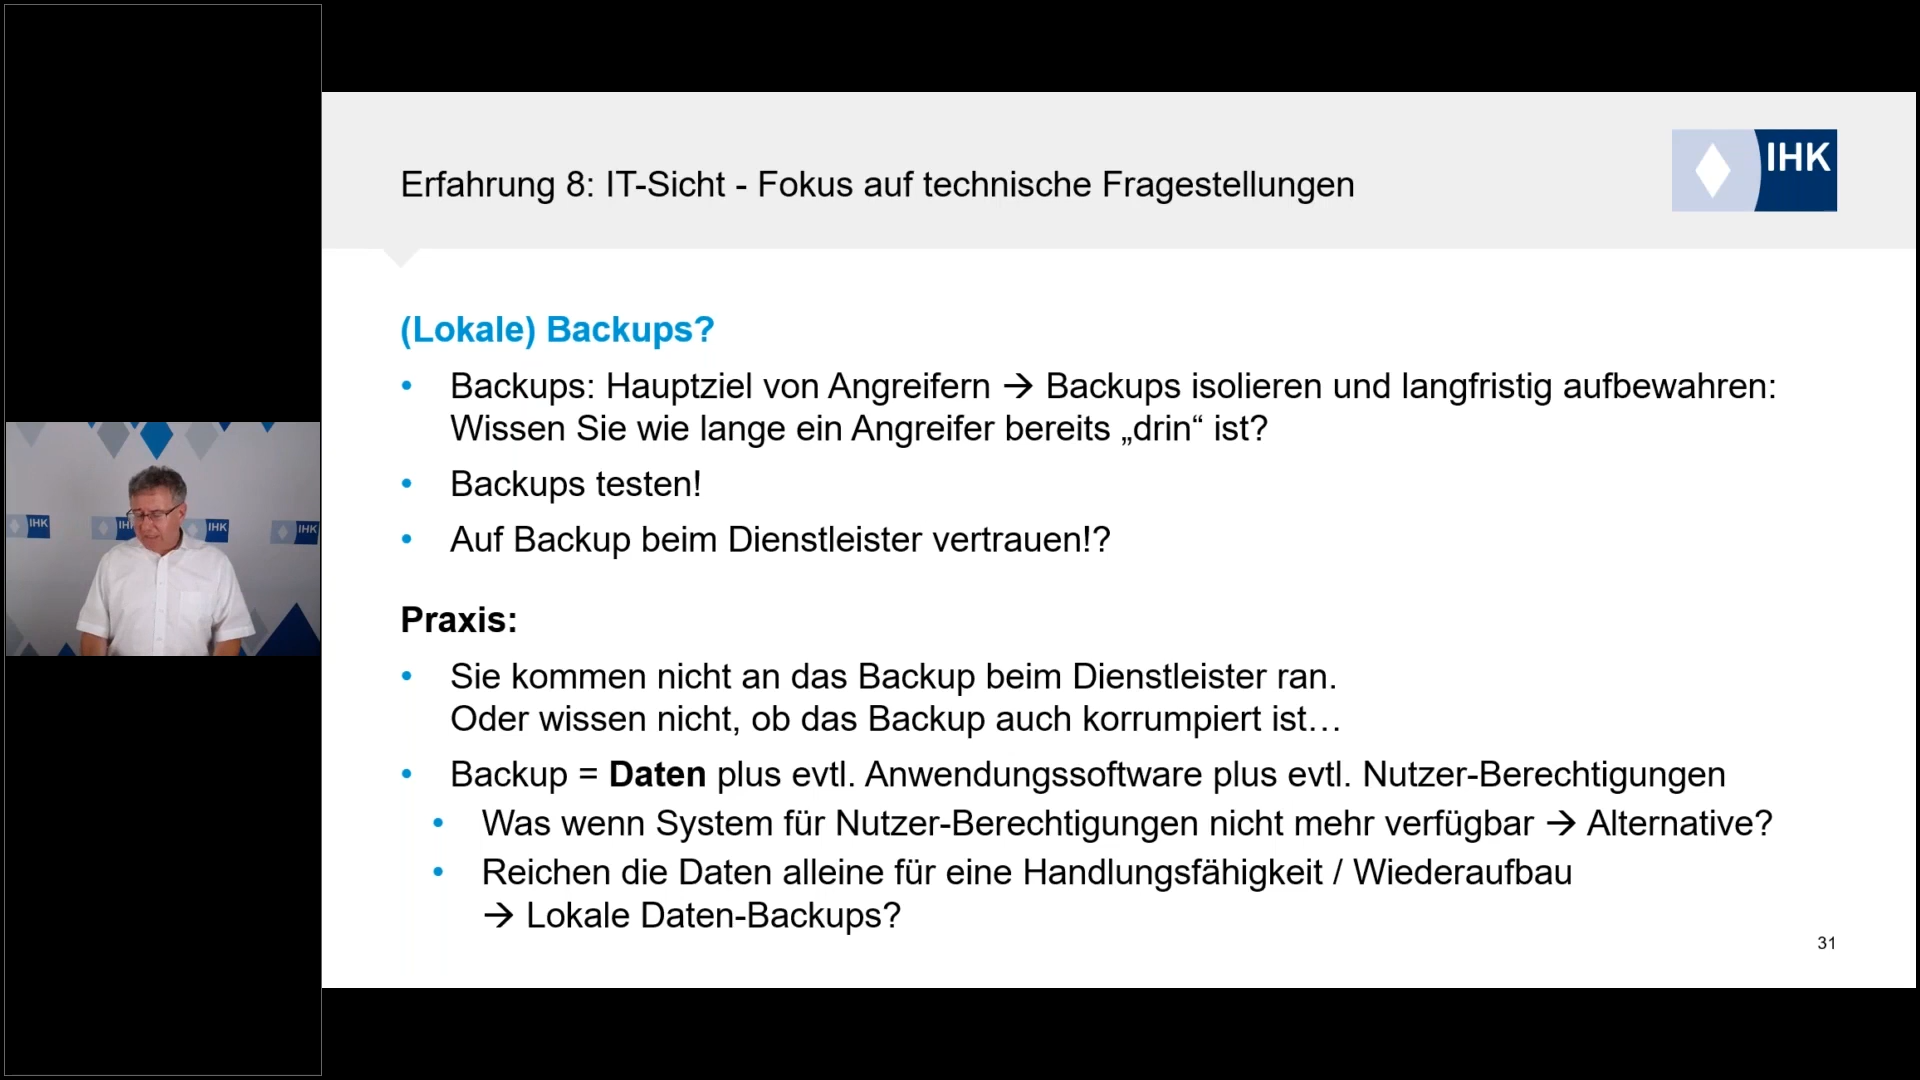 Erfahrung 8: IT-Sicht - Fokus auf technische Fragestellungen
IHK
(Lokale) Backups?
• Backups: Hauptziel von Angreifern → Backups isolieren und langfristig aufbewahren:
Wissen Sie wie lange ein Angreifer bereits „drin“ ist?
• Backups testen!
• Auf Backup beim Dienstleister vertrauen!?
Praxis:
• Sie kommen nicht an das Backup beim Dienstleister ran.
Oder wissen nicht, ob das Backup auch korrumpiert ist…
• Backup = Daten plus evtl. Anwendungssoftware plus evtl. Nutzer-Berechtigungen
• Was wenn System für Nutzer-Berechtigungen nicht mehr verfügbar → Alternative?
• Reichen die Daten alleine für eine Handlungsfähigkeit / Wiederaufbau
→ Lokale Daten-Backups?
31
IHK
IHK
IHK